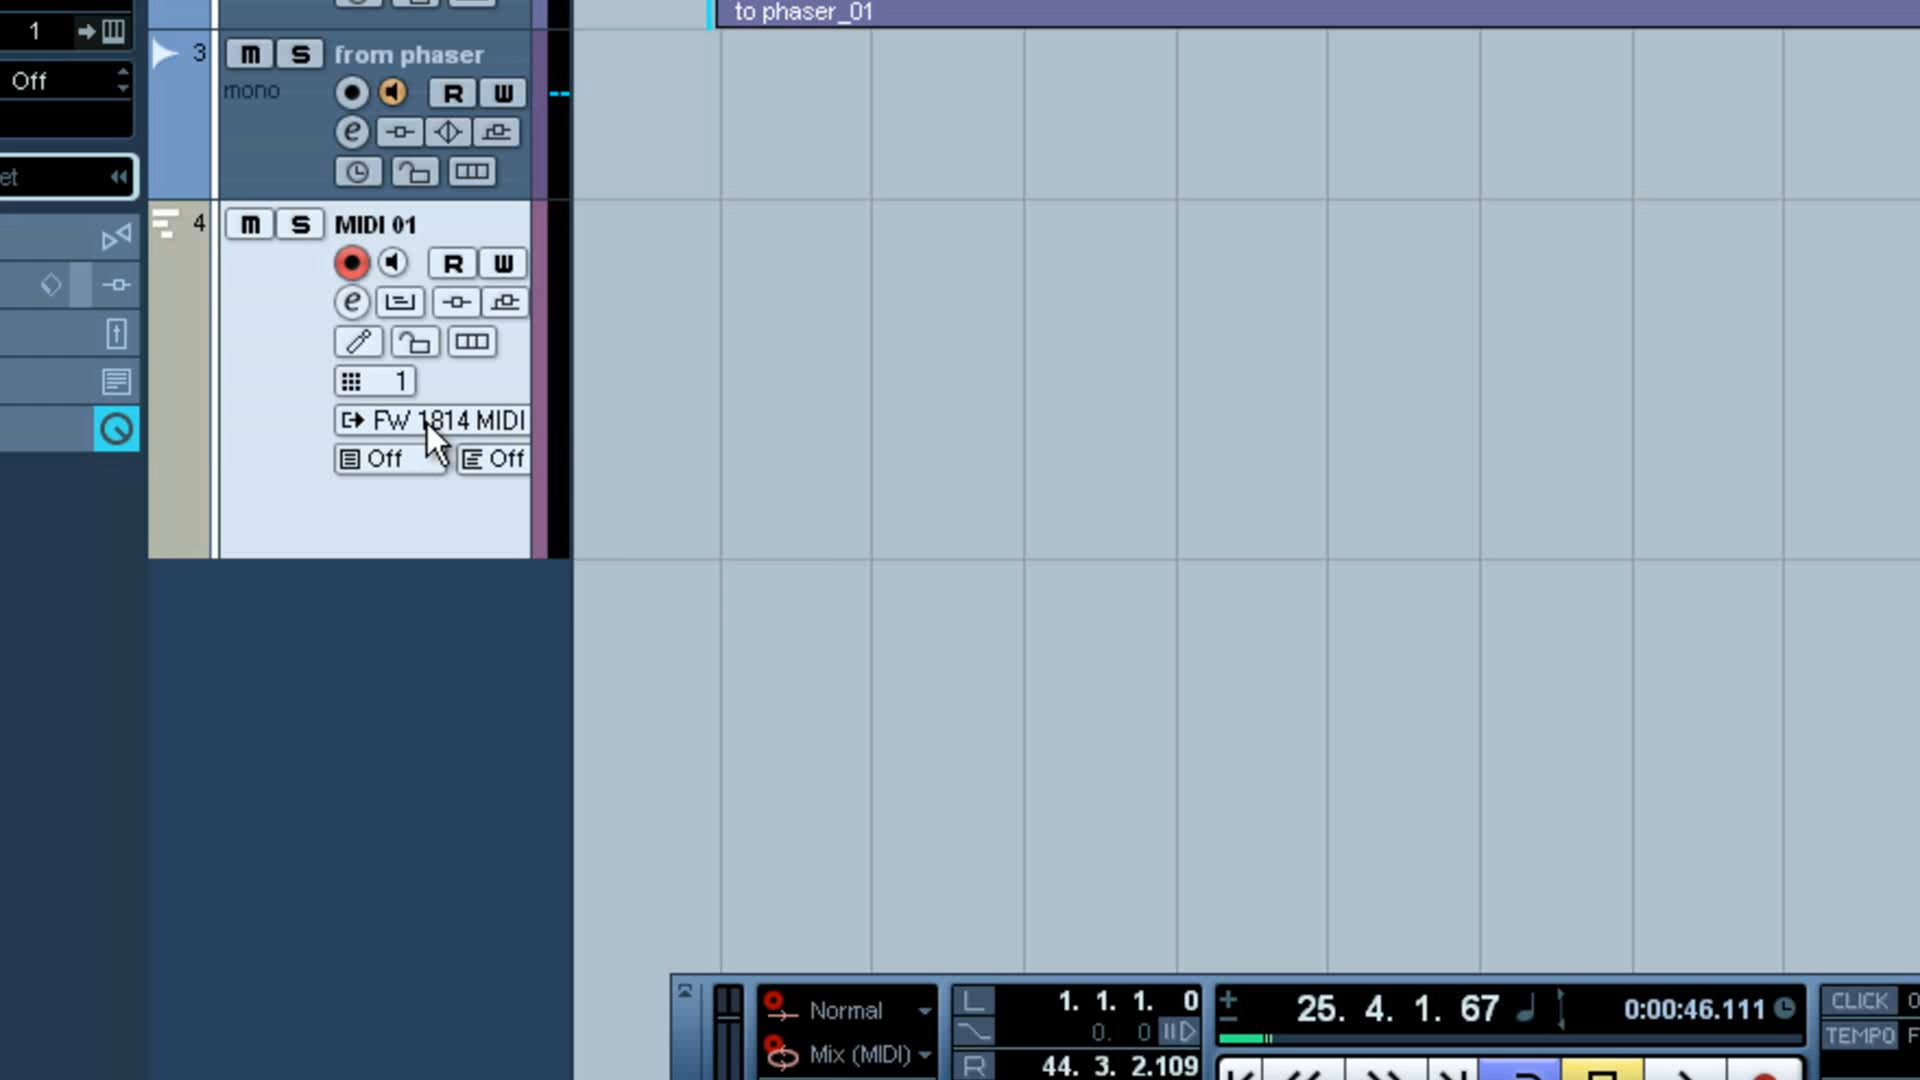 to phaser_01
1
3
m S from phaser
Off
mono
R W
e
et
4
m S MIDI 01
R W
e
1
FW 1814 MIDI
Off
Off
Normal
L
1. 1. 1. 0
25. 4. 1. 67
0:00:46.111
CLICK
0. 0
Mix (MIDI)
R
44. 3. 2.109
TEMPO F